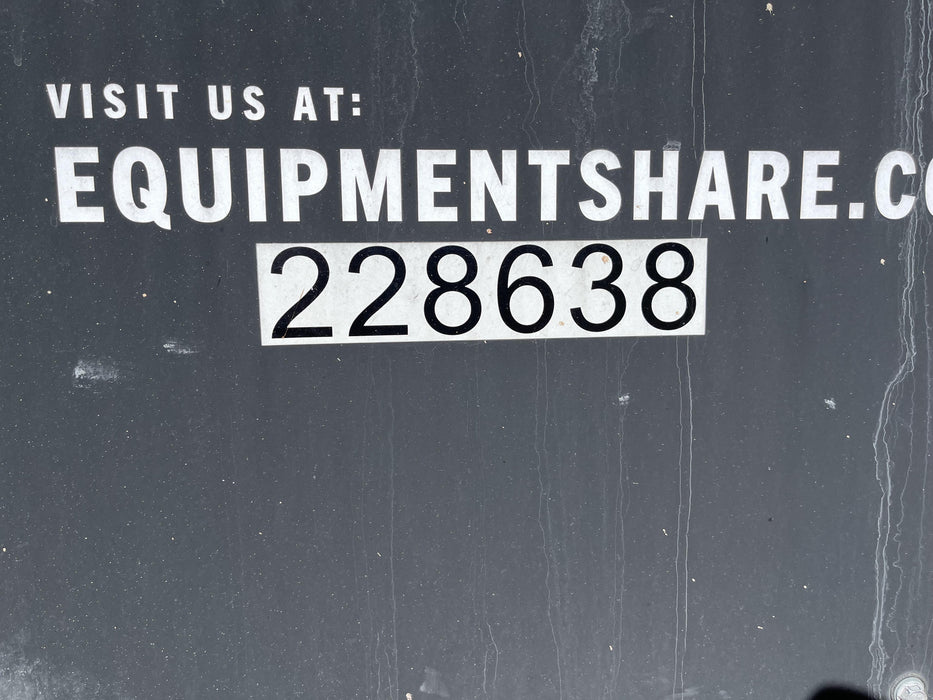 VISIT US AT:
EQUIPMENTSHARE.CO
228638